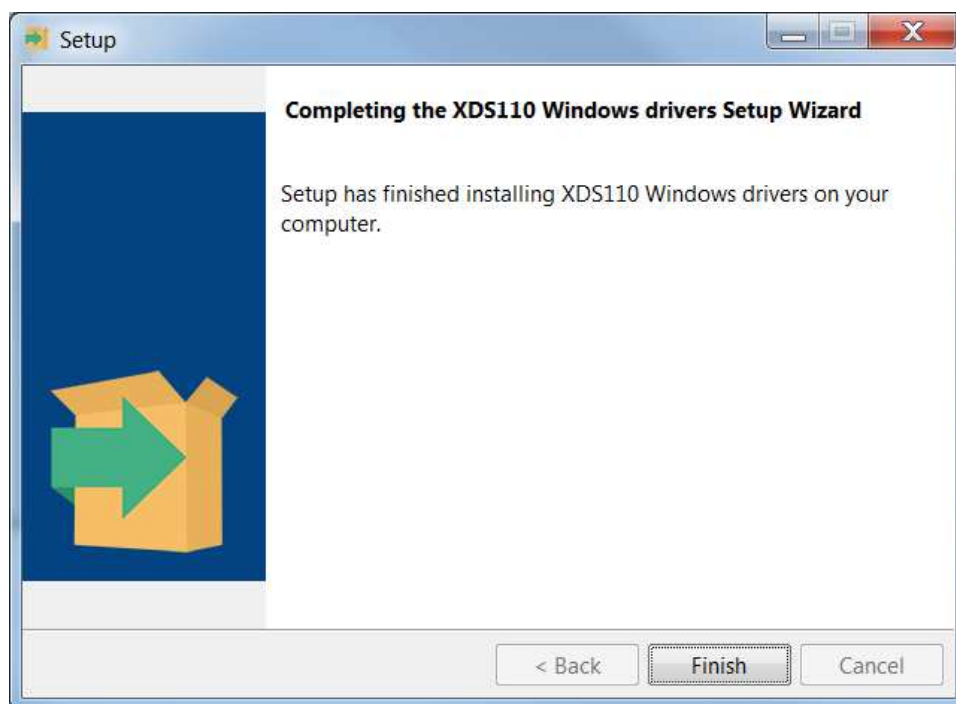 Setup
Completing the XDS110 Windows drivers Setup Wizard
Setup has finished installing XDS110 Windows drivers on your
computer.
< Back
Finish
Cancel